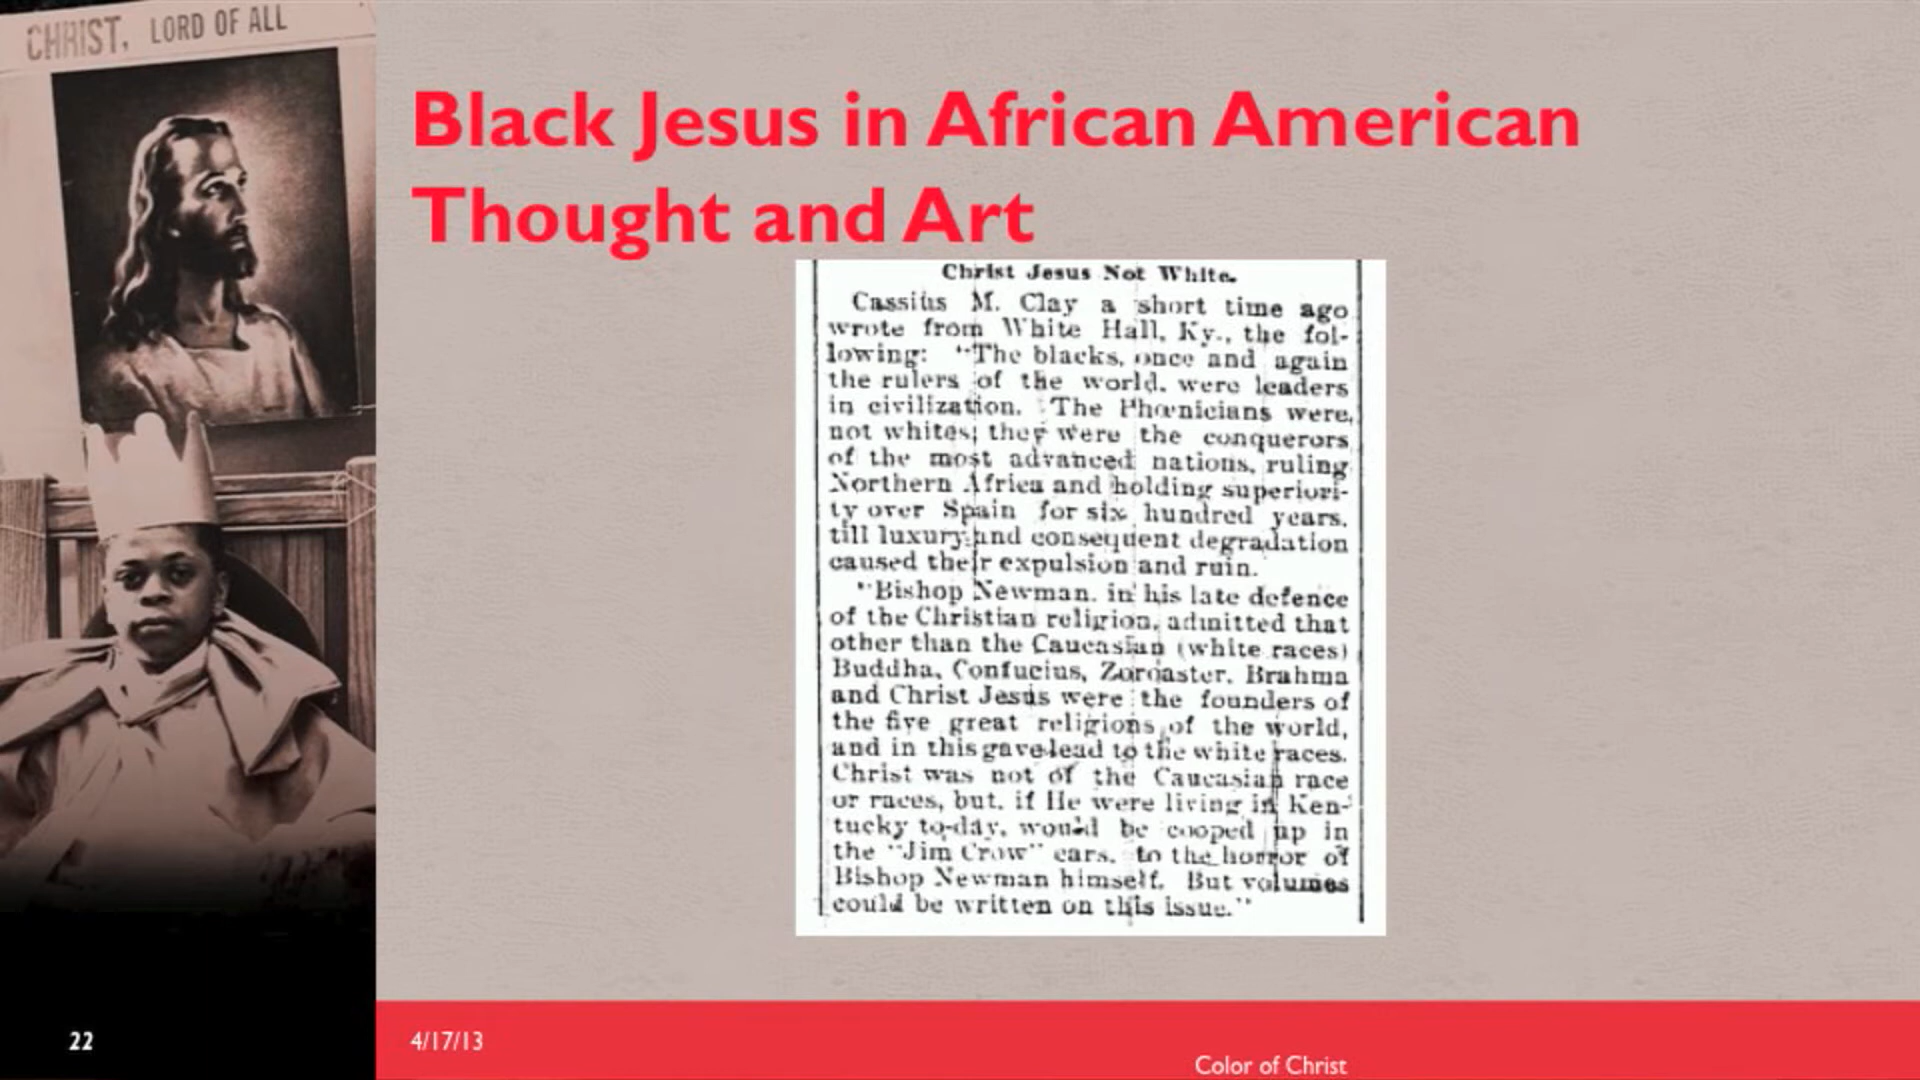 CHRIST, LORD OF ALL
Black Jesus in African American
Thought and Art
Christ Jesus Not White.
Cassius M. Clay a short time ago
wrote from White Hall, Ky., the fol-
lowing: "The blacks, once and again
the rulers of the world, were leaders
in civilization. The Phœnicians were
not whites; they were the conquerors
of the most advanced nations, ruling
Northern Africa and holding superiori-
ty over Spain for six hundred years,
till luxury and consequent degradation
caused their expulsion and ruin.
"Bishop Newman, in his late defence
of the Christian religion, admitted that
other than the Caucasian (white races)
Buddha, Confucius, Zoroaster, Brahma
and Christ Jesus were the founders of
the five great religions of the world,
and in this gave lead to the white races.
Christ was not of the Caucasian race
or races, but, if He were living in Ken-
tucky to-day, would be cooped up in
the "Jim Crow" cars, to the horror of
Bishop Newman himself. But volumes
could be written on this issue."
22
4/17/13
Color of Christ